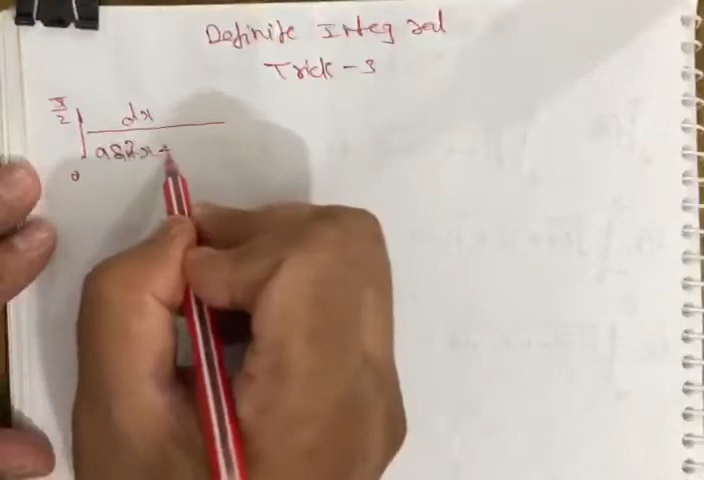 Definite Integral
Trick - 3
π/2 ∫ dx
0 a sin²x +